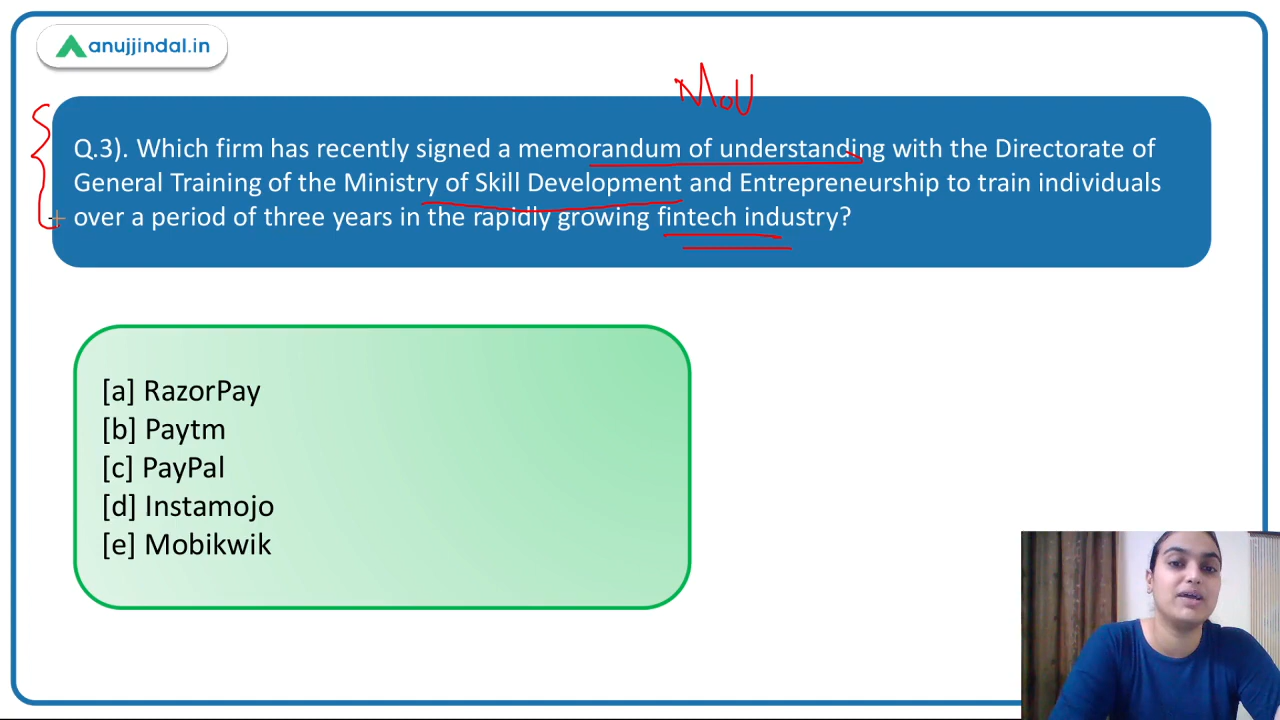 anujjindal.in
MoU
Q.3). Which firm has recently signed a memorandum of understanding with the Directorate of
General Training of the Ministry of Skill Development and Entrepreneurship to train individuals
over a period of three years in the rapidly growing fintech industry?
[a] RazorPay
[b] Paytm
[c] PayPal
[d] Instamojo
[e] Mobikwik